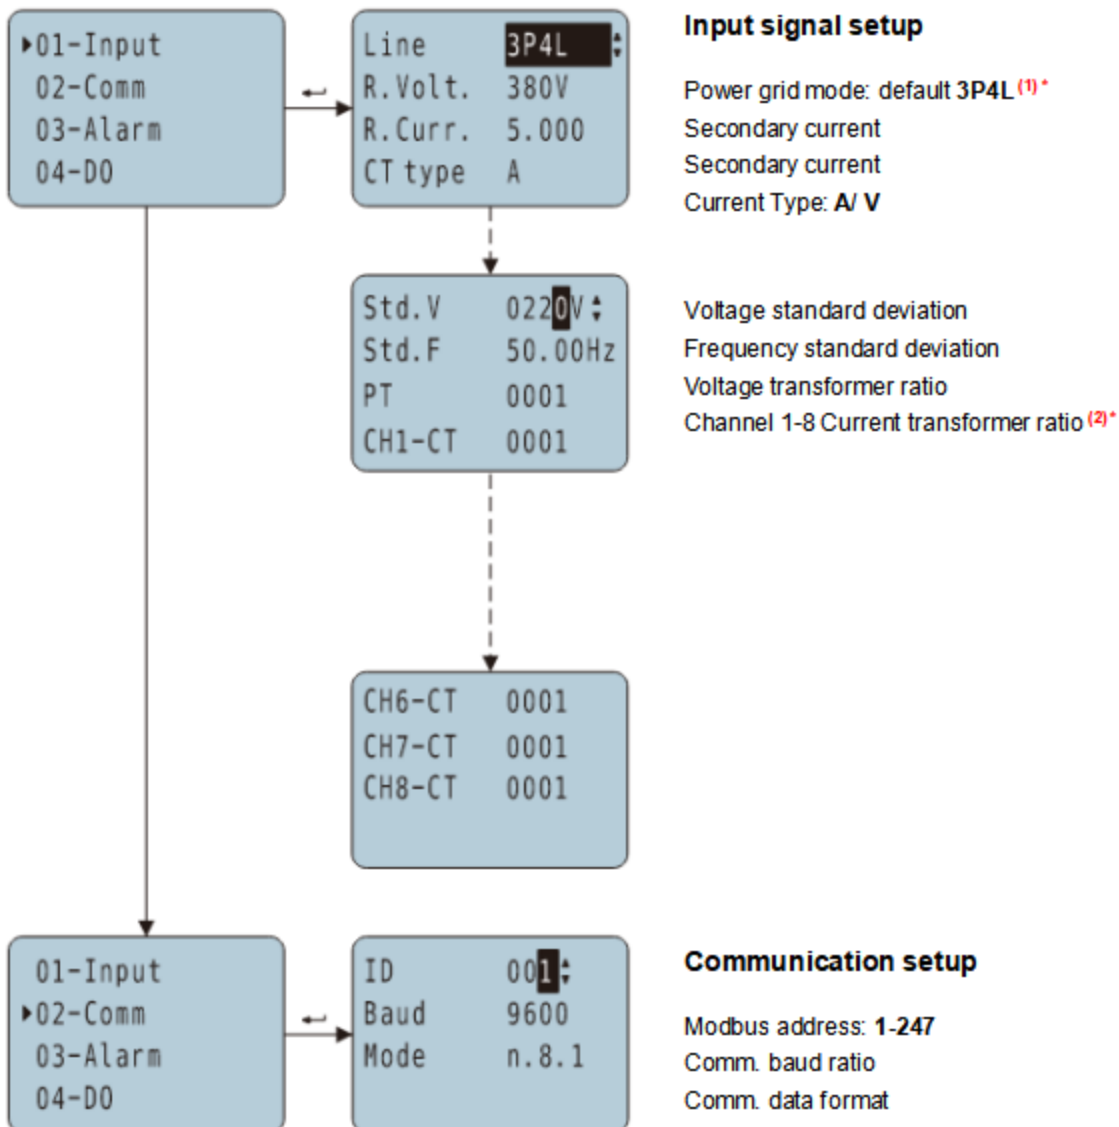 ▶01-Input
02-Comm
03-Alarm
04-DO
Line 3P4L
R.Volt. 380V
R.Curr. 5.000
CT type A
Input signal setup
Power grid mode: default 3P4L (1)*
Secondary current
Secondary current
Current Type: A/ V
Std.V 0220V
Std.F 50.00Hz
PT 0001
CH1-CT 0001
Voltage standard deviation
Frequency standard deviation
Voltage transformer ratio
Channel 1-8 Current transformer ratio (2)*
CH6-CT 0001
CH7-CT 0001
CH8-CT 0001
01-Input
▶02-Comm
03-Alarm
04-DO
ID 001
Baud 9600
Mode n.8.1
Communication setup
Modbus address: 1-247
Comm. baud ratio
Comm. data format